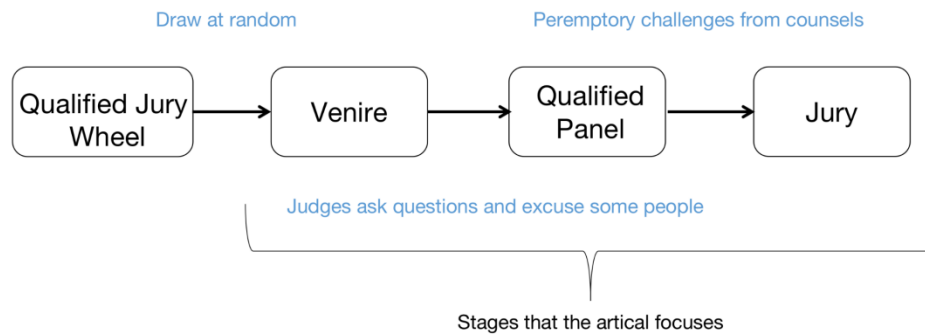 Draw at random
Peremptory challenges from counsels
Qualified Jury
Wheel
Venire
Qualified
Panel
Jury
Judges ask questions and excuse some people
Stages that the artical focuses